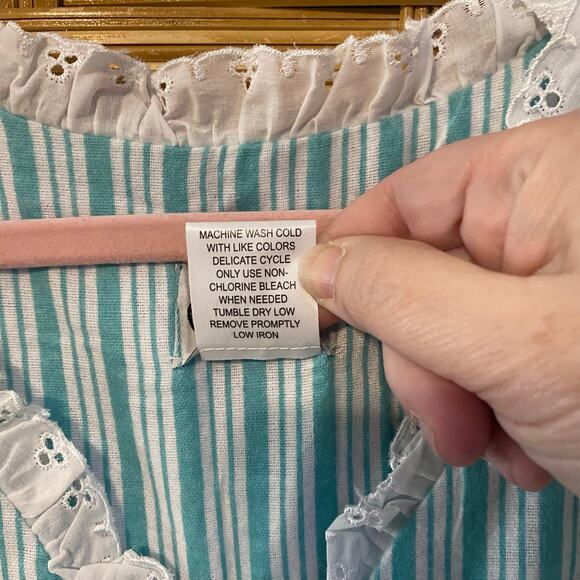 MACHINE WASH COLD
WITH LIKE COLORS
DELICATE CYCLE
ONLY USE NON-
CHLORINE BLEACH
WHEN NEEDED
TUMBLE DRY LOW
REMOVE PROMPTLY
LOW IRON